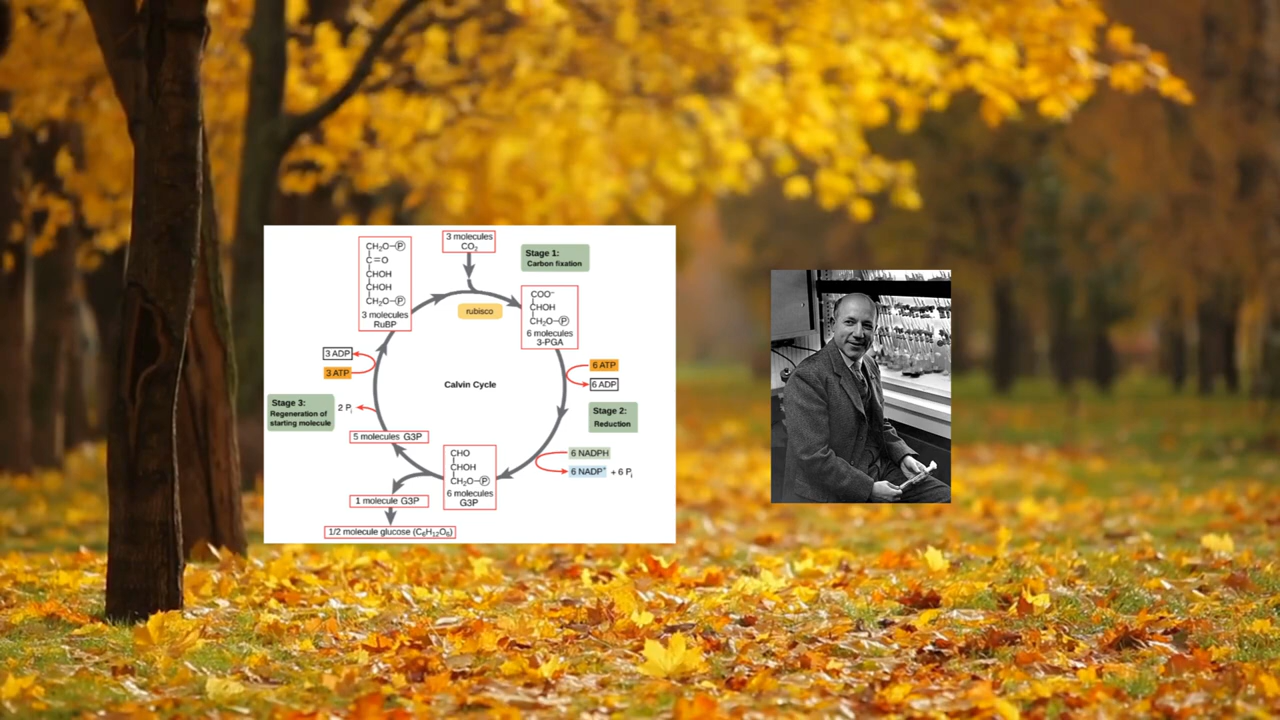 3 molecules
CO₂
Stage 1:
Carbon fixation
CH₂O–Ⓟ
C=O
CHOH
CHOH
CH₂O–Ⓟ
3 molecules
RuBP
rubisco
COO⁻
CHOH
CH₂O–Ⓟ
6 molecules
3-PGA
3 ADP
3 ATP
6 ATP
6 ADP
Calvin Cycle
Stage 3:
Regeneration of
starting molecule
2 Pᵢ
Stage 2:
Reduction
5 molecules G3P
6 NADPH
6 NADP⁺ + 6 Pᵢ
CHO
CHOH
CH₂O–Ⓟ
6 molecules
G3P
1 molecule G3P
1/2 molecule glucose (C₆H₁₂O₆)